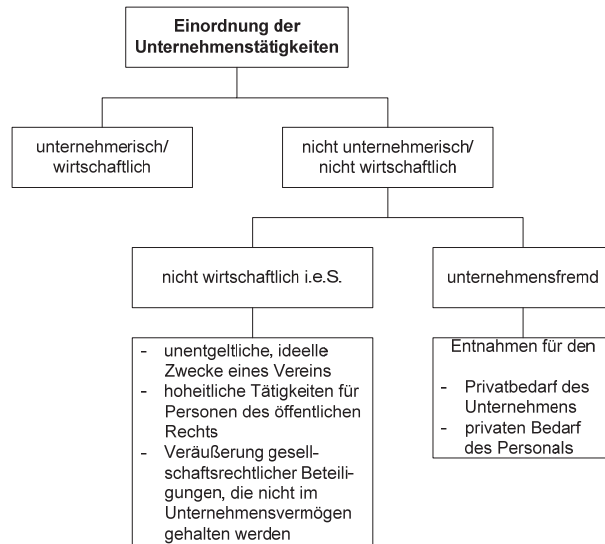 Einordnung der
Unternehmenstätigkeiten
unternehmerisch/
wirtschaftlich
nicht unternehmerisch/
nicht wirtschaftlich
nicht wirtschaftlich i.e.S.
unternehmensfremd
- unentgeltliche, ideelle
Zwecke eines Vereins
- hoheitliche Tätigkeiten für
Personen des öffentlichen
Rechts
- Veräußerung gesell-
schaftsrechtlicher Beteili-
gungen, die nicht im
Unternehmensvermögen
gehalten werden
Entnahmen für den
- Privatbedarf des
Unternehmens
- privaten Bedarf
des Personals